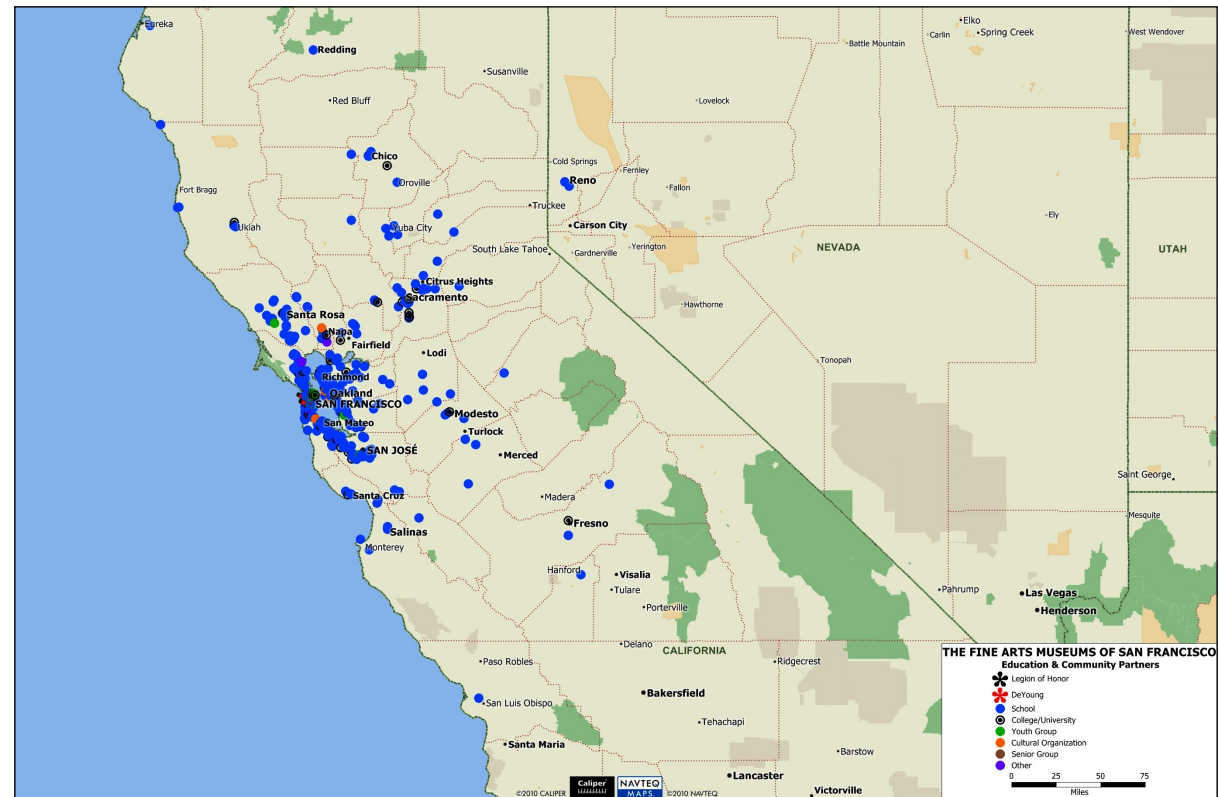 Eureka
Elko
Carlin
Spring Creek
West Wendover
Battle Mountain
Redding
Susanville
Red Bluff
Lovelock
Chico
Cold Springs
Reno
Fernley
Fallon
Oroville
Fort Bragg
Truckee
Carson City
Ely
Ukiah
Yuba City
South Lake Tahoe
Gardnerville
Yerington
NEVADA
UTAH
Citrus Heights
Sacramento
Hawthorne
Santa Rosa
Napa
Fairfield
Lodi
Tonopah
Richmond
Oakland
SAN FRANCISCO
Modesto
San Mateo
Turlock
SAN JOSÉ
Merced
Saint George
Santa Cruz
Madera
Mesquite
Fresno
Salinas
Monterey
Hanford
Visalia
Tulare
Pahrump
Las Vegas
Porterville
Henderson
Delano
CALIFORNIA
Paso Robles
Ridgecrest
Bakersfield
San Luis Obispo
Tehachapi
Santa Maria
Barstow
Lancaster
Victorville
THE FINE ARTS MUSEUMS OF SAN FRANCISCO
Education & Community Partners
Legion of Honor
DeYoung
School
College/University
Youth Group
Cultural Organization
Senior Group
Other
0 25 50 75
Miles
©2010 CALIPER
Caliper
NAVTEQ
MAPS
©2010 NAVTEQ